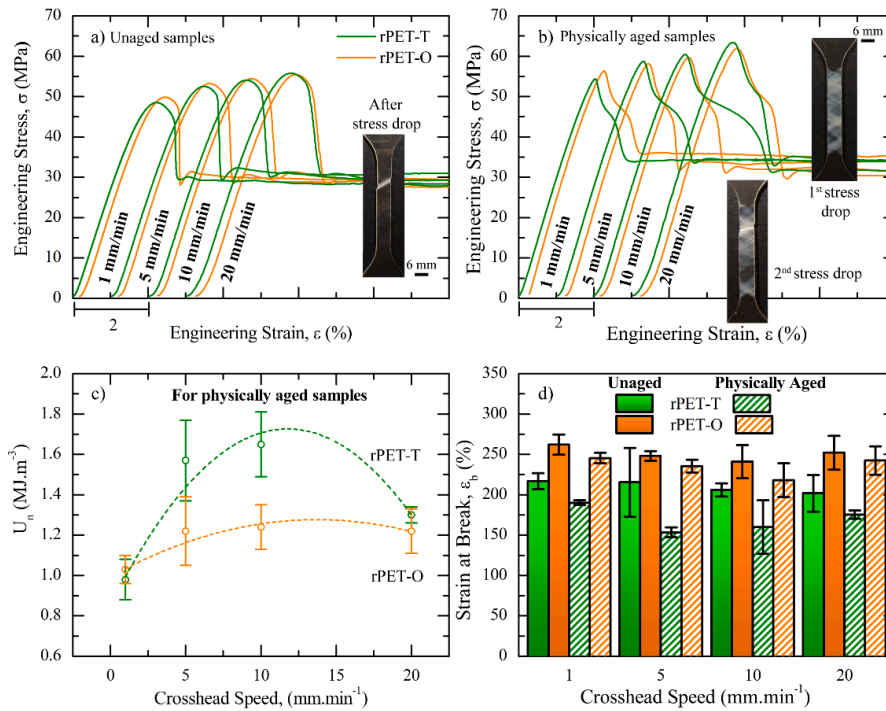 a) Unaged samples
rPET-T
rPET-O
After
stress drop
6 mm
1 mm/min
5 mm/min
10 mm/min
20 mm/min
70
60
50
40
30
20
10
0
Engineering Stress, σ (MPa)
2
Engineering Strain, ε (%)
b) Physically aged samples
6 mm
1st stress
drop
2nd stress drop
1 mm/min
5 mm/min
10 mm/min
20 mm/min
70
60
50
40
30
20
10
0
Engineering Stress, σ (MPa)
2
Engineering Strain, ε (%)
c) For physically aged samples
rPET-T
rPET-O
2.0
1.8
1.6
1.4
1.2
1.0
0.8
0.6
Un (MJ.m-3)
0 5 10 15 20
Crosshead Speed, (mm.min-1)
d) Unaged Physically Aged
rPET-T
rPET-O
350
300
250
200
150
100
50
0
Strain at Break, εb (%)
1 5 10 20
Crosshead Speed (mm.min-1)